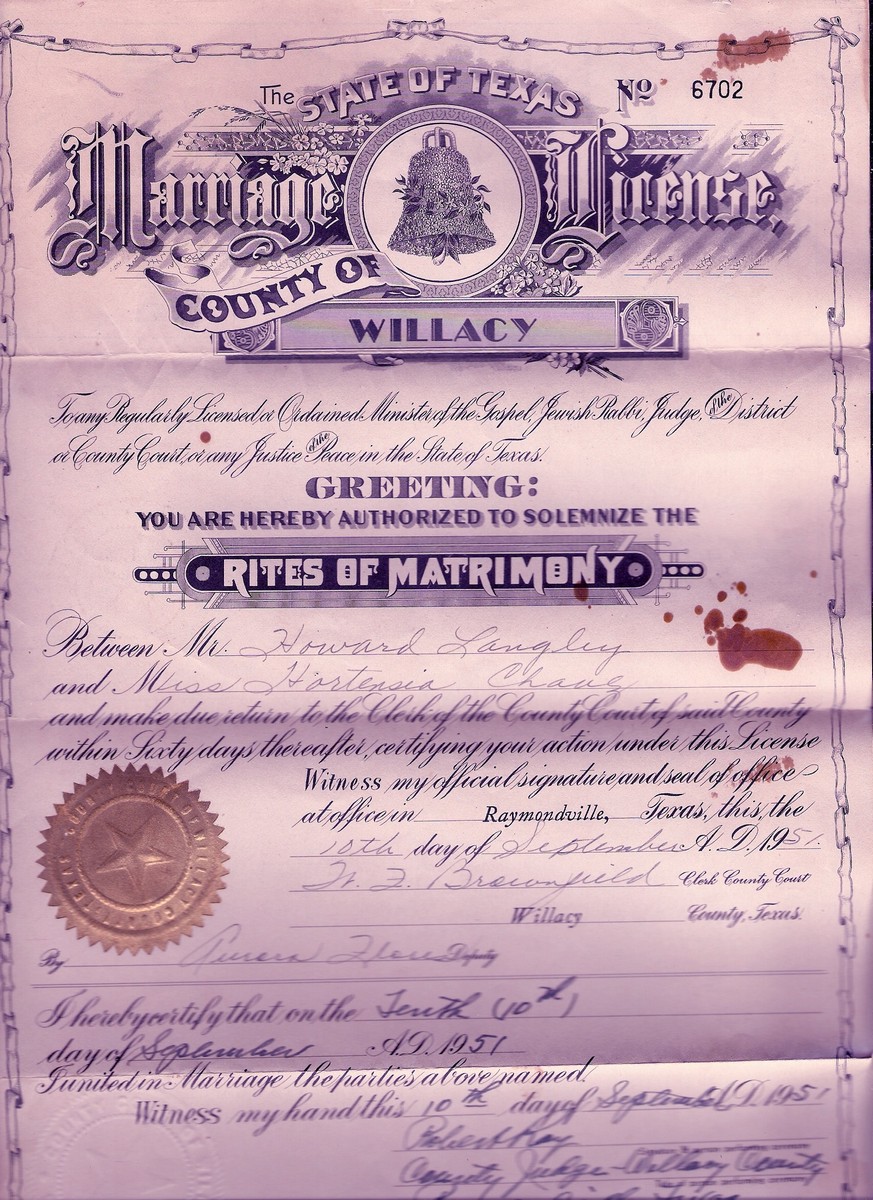 The STATE OF TEXAS No 6702
Marriage License.
COUNTY OF
WILLACY
To any Regularly Licensed or Ordained Minister of the Gospel, Jewish Rabbi, Judge, of the District
or County Court, or any Justice of the Peace, in the State of Texas.
GREETING:
YOU ARE HEREBY AUTHORIZED TO SOLEMNIZE THE
RITES OF MATRIMONY
Between Mr. Howard Langley
and Miss Hortensia Chavez
and make due return to the Clerk of the County Court of said County
within Sixty days thereafter, certifying your action under this License
Witness my official signature and seal of office
at office in Raymondville, Texas, this, the
10th day of September A. D. 1951.
Brownfield Clerk County Court
Willacy County, Texas.
By Aurora Deputy
I hereby certify that on the Tenth (10th)
day of September A.D. 1951
I united in Marriage the parties above named.
Witness my hand this 10th day of September A.D. 1951
Robert
County Judge Willacy County